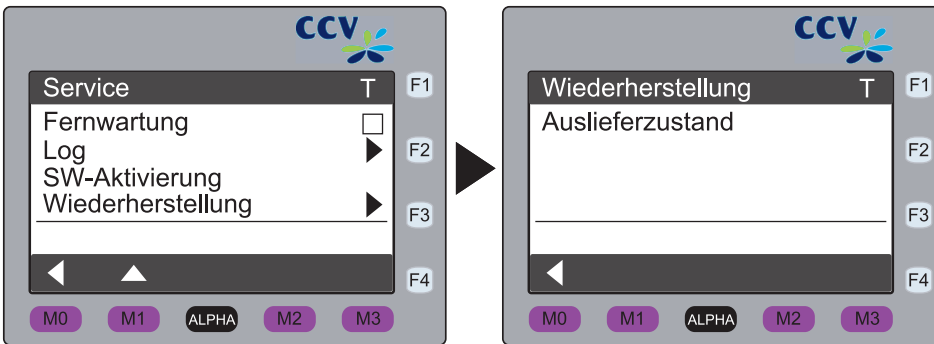 CCV
Service T
F1
Fernwartung
Log
F2
SW-Aktivierung
Wiederherstellung
F3
F4
M0 M1 ALPHA M2 M3
CCV
Wiederherstellung T
F1
Auslieferzustand
F2
F3
F4
M0 M1 ALPHA M2 M3